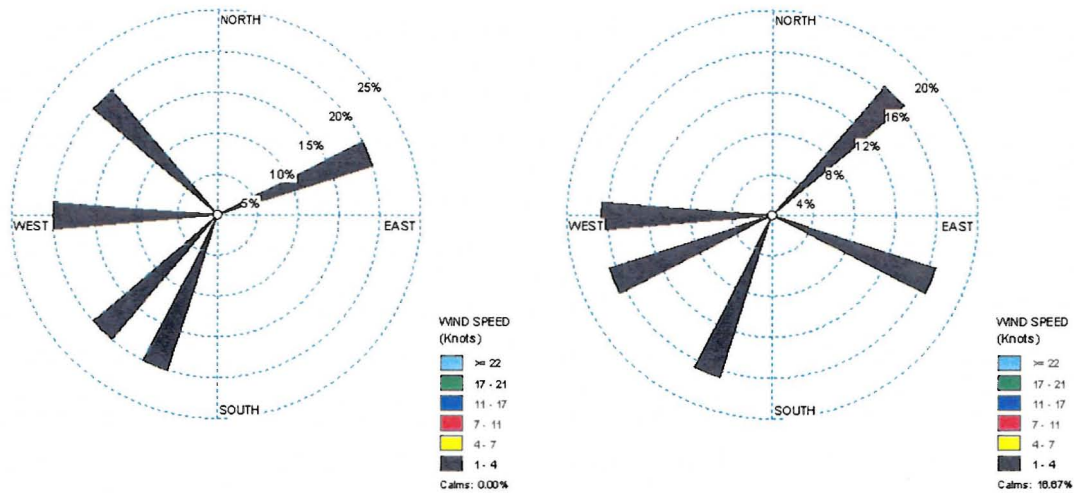 NORTH
25%
20%
15%
10%
5%
WEST
EAST
SOUTH
WIND SPEED
(Knots)
>= 22
17 - 21
11 - 17
7 - 11
4 - 7
1 - 4
Calms: 0.00%
NORTH
20%
16%
12%
8%
4%
WEST
EAST
SOUTH
WIND SPEED
(Knots)
>= 22
17 - 21
11 - 17
7 - 11
4 - 7
1 - 4
Calms: 16.67%